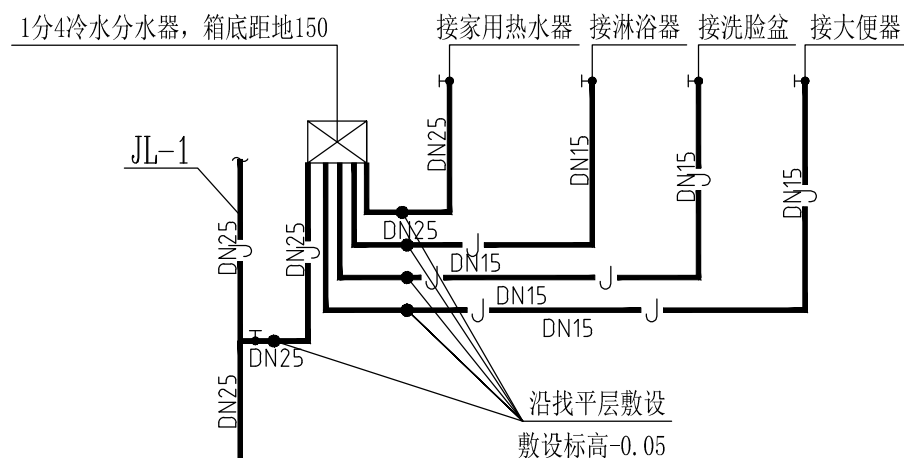 1分4冷水分水器，箱底距地150
接家用热水器
接淋浴器
接洗脸盆
接大便器
JL-1
DN25
DN15
DN15
DN15
DN25
J
DN25
J
J
J
DN25
J
DN15
J
J
DN15
J
J
DN15
DN25
DN25
沿找平层敷设
敷设标高-0.05